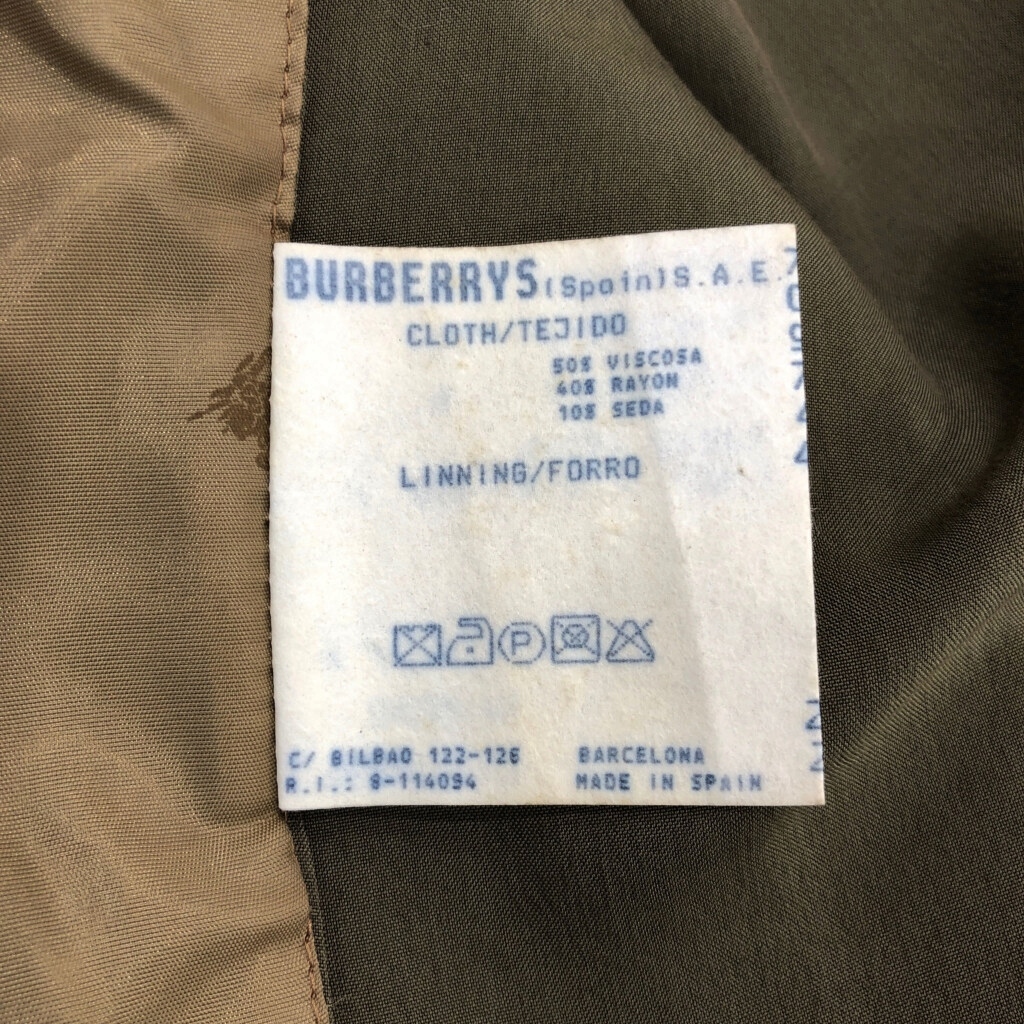 BURBERRYS (Spain) S.A.E.
CLOTH/TEJIDO
50% VISCOSA
40% RAYON
10% SEDA
LINNING/FORRO
P
C/ BILBAO 122-126 BARCELONA
R.I.: 8-114094 MADE IN SPAIN